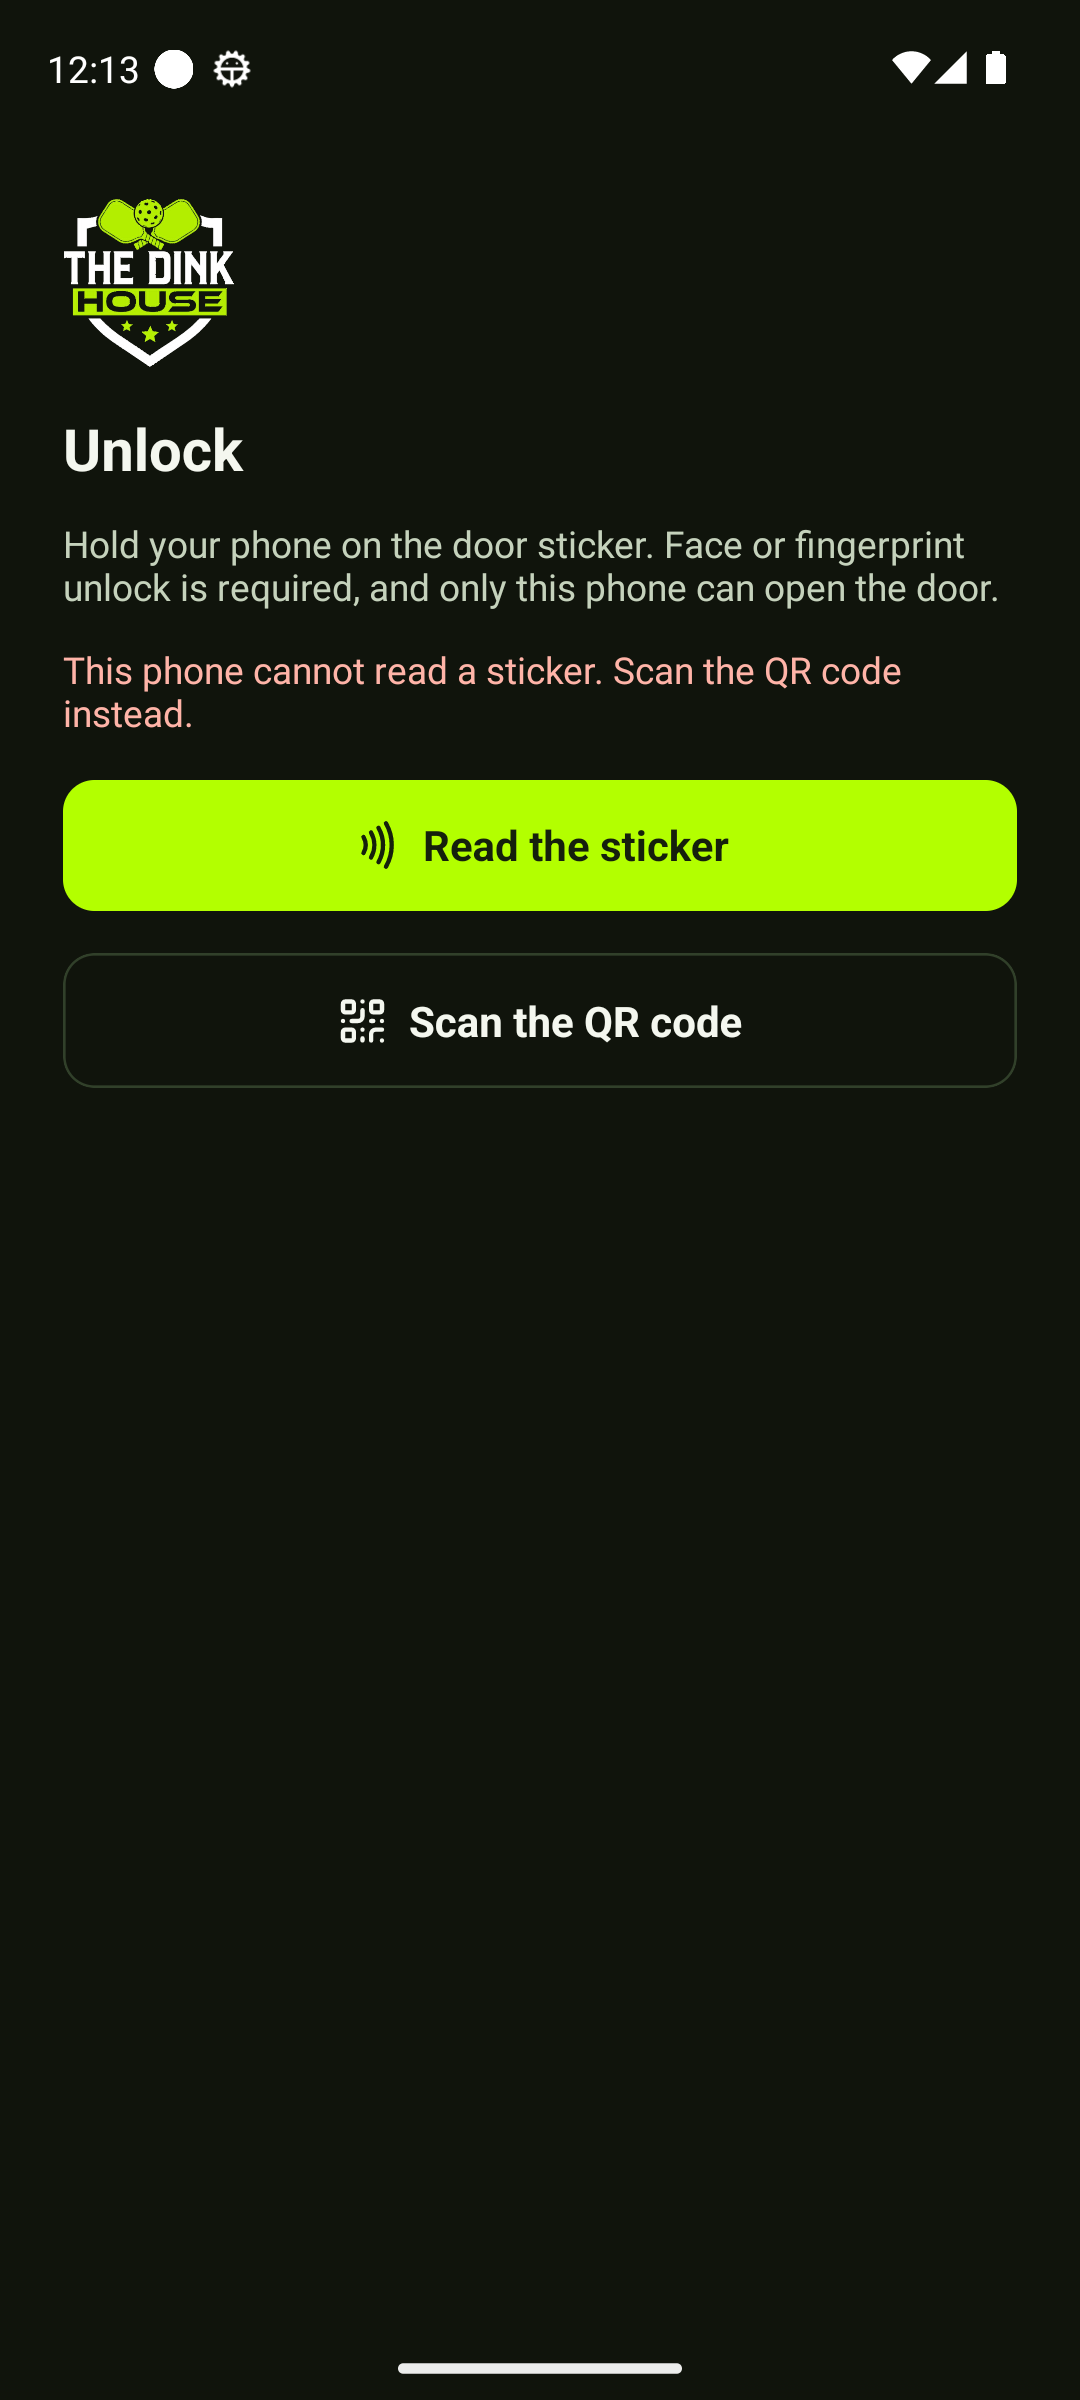 12:13
THE DINK
HOUSE
Unlock
Hold your phone on the door sticker. Face or fingerprint
unlock is required, and only this phone can open the door.
This phone cannot read a sticker. Scan the QR code
instead.
Read the sticker
Scan the QR code